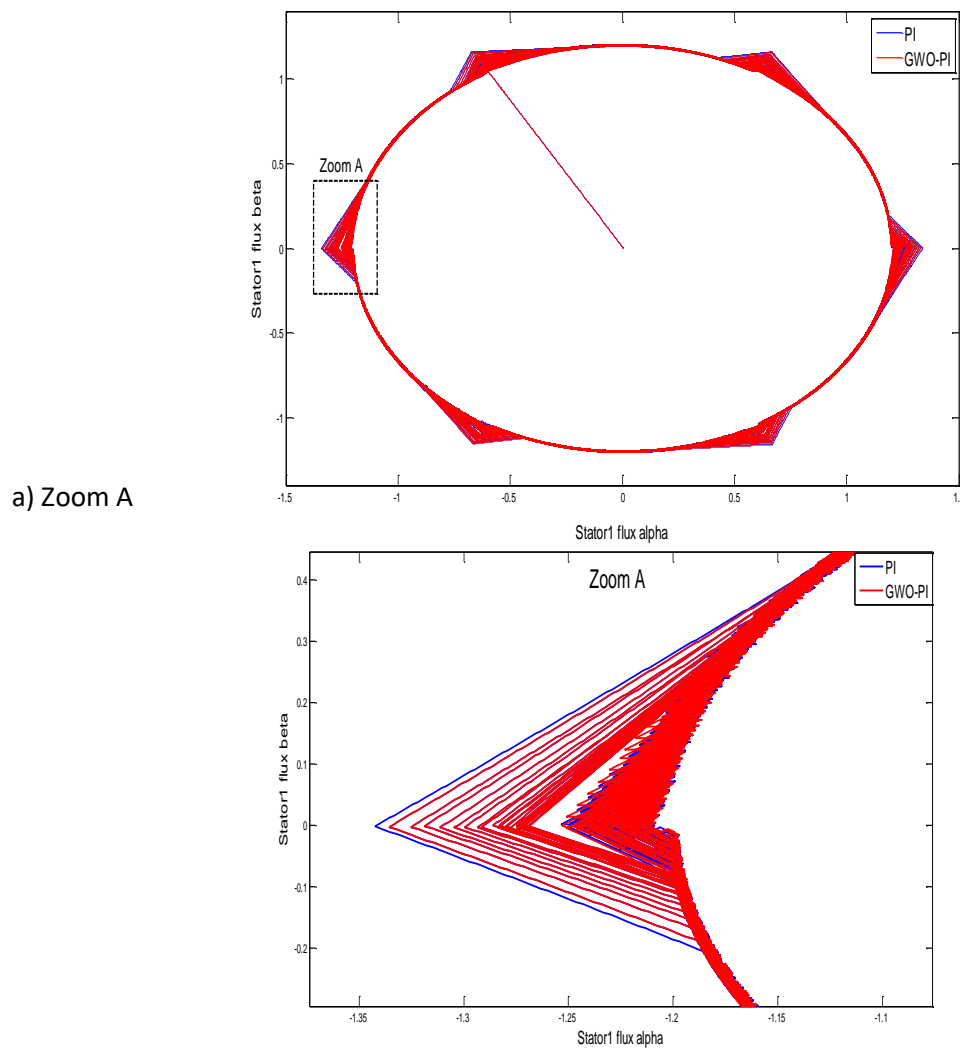 PI
GWO-PI
1
0.5
0
-0.5
-1
Zoom A
Stator1 flux beta
-1.5
-1
-0.5
0
0.5
1
1.
Stator1 flux alpha
a) Zoom A
Zoom A
PI
GWO-PI
0.4
0.3
0.2
0.1
0
-0.1
-0.2
Stator1 flux beta
-1.35
-1.3
-1.25
-1.2
-1.15
-1.1
Stator1 flux alpha